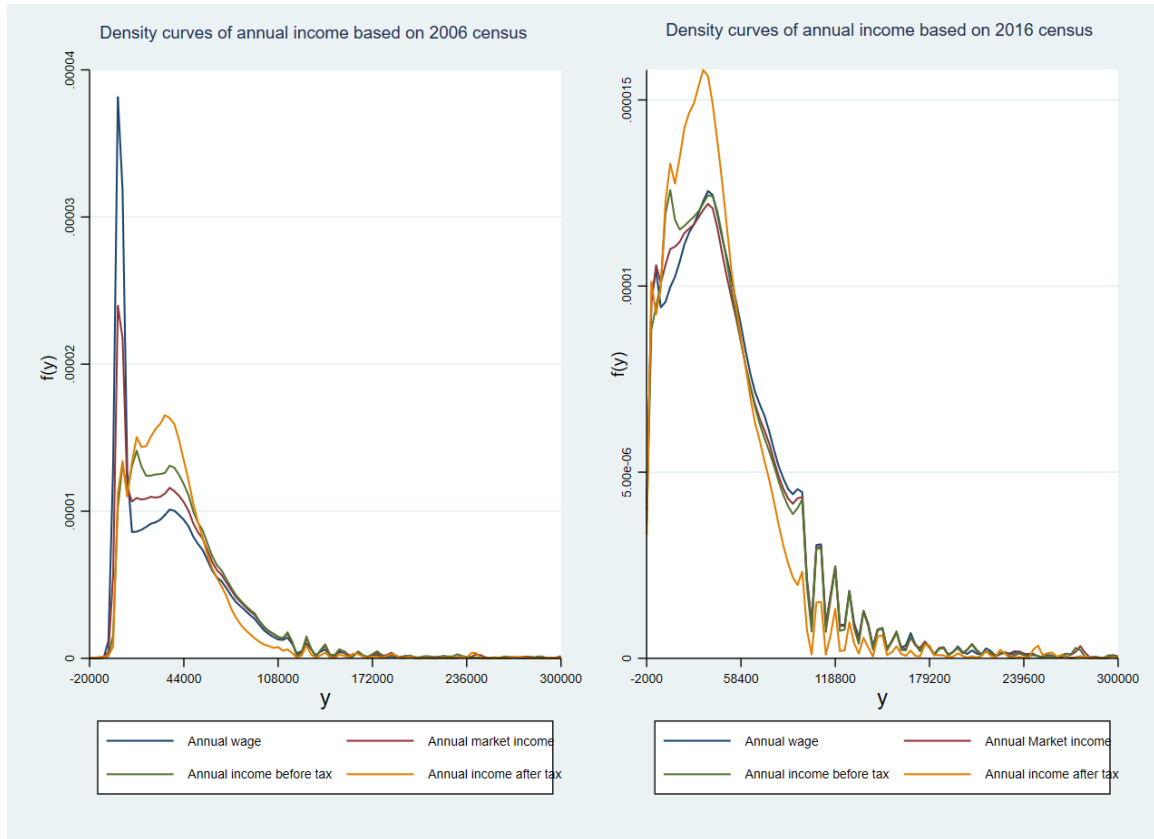 Density curves of annual income based on 2006 census
f(y)
.00004
.00003
.00002
.00001
0
-20000 44000 108000 172000 236000 300000
y
Annual wage Annual market income
Annual income before tax Annual income after tax
Density curves of annual income based on 2016 census
f(y)
.000015
.00001
5.00e-06
0
-2000 58400 118800 179200 239600 300000
y
Annual wage Annual Market income
Annual income before tax Annual income after tax